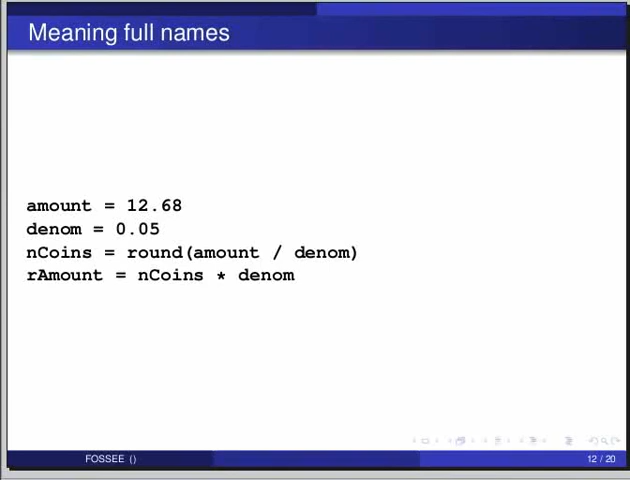 Meaning full names
amount = 12.68
denom = 0.05
nCoins = round(amount / denom)
rAmount = nCoins * denom
FOSSEE () 12 / 20